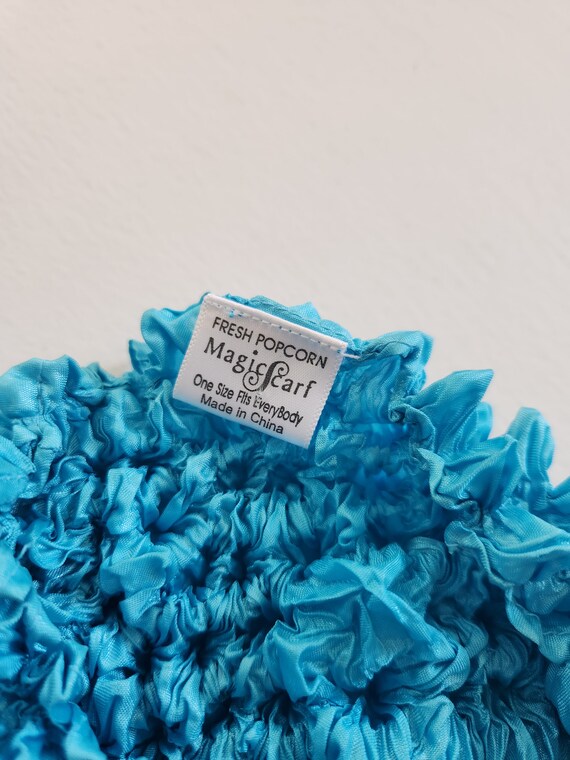 FRESH POPCORN
MagicScarf
One Size Fits EveryBody
Made in China